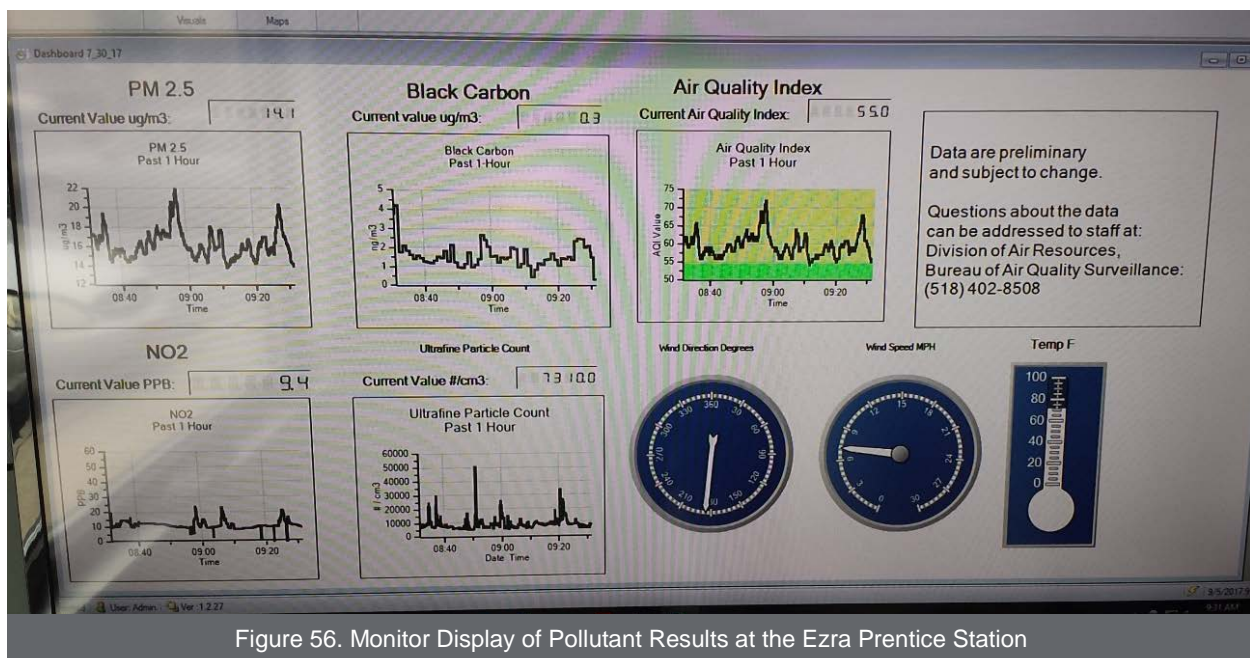 Visuals Maps
Dashboard 7_30_17
PM 2.5
Current Value ug/m3: 14.1
PM 2.5
Past 1 Hour
ug/m3
22
20
18
16
14
12
08:40 09:00 09:20
Time
Black Carbon
Current value ug/m3: 0.3
Black Carbon
Past 1 Hour
ng/m3
5
4
3
2
1
0
08:40 09:00 09:20
Time
Air Quality Index
Current Air Quality Index: 55.0
Air Quality Index
Past 1 Hour
AQI Value
75
70
65
60
55
50
08:40 09:00 09:20
Time
Data are preliminary
and subject to change.
Questions about the data
can be addressed to staff at:
Division of Air Resources,
Bureau of Air Quality Surveillance:
(518) 402-8508
NO2
Current Value PPB: 9.4
NO2
Past 1 Hour
PPB
60
50
40
30
20
10
0
08:40 09:00 09:20
Time
Ultrafine Particle Count
Current Value #/cm3: 7310.0
Ultrafine Particle Count
Past 1 Hour
# / cm3
60000
50000
40000
30000
20000
10000
0
08:40 09:00 09:20
Date Time
Wind Direction Degrees
360 30 60 90 120 150 180 210 240 270 300 330
Wind Speed MPH
0 3 6 9 12 15 18 21 24 27 30
Temp F
100
80
60
40
20
0
User: Admin Ver: 1.2.27
9/5/2017 9
9:31 AM
Figure 56. Monitor Display of Pollutant Results at the Ezra Prentice Station